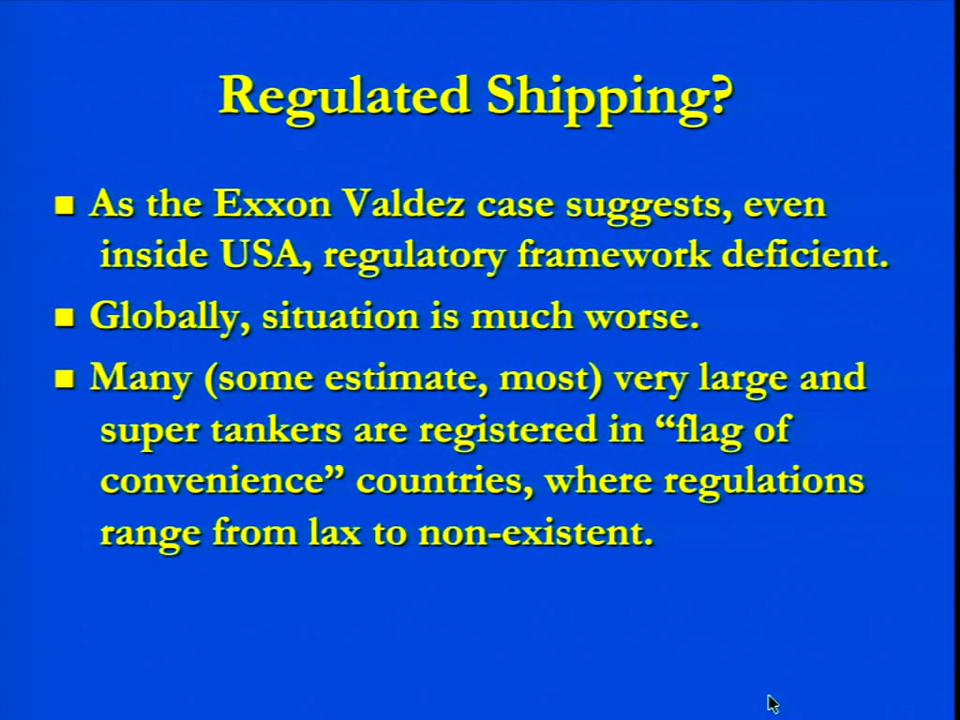 Regulated Shipping?
■ As the Exxon Valdez case suggests, even
inside USA, regulatory framework deficient.
■ Globally, situation is much worse.
■ Many (some estimate, most) very large and
super tankers are registered in “flag of
convenience” countries, where regulations
range from lax to non-existent.